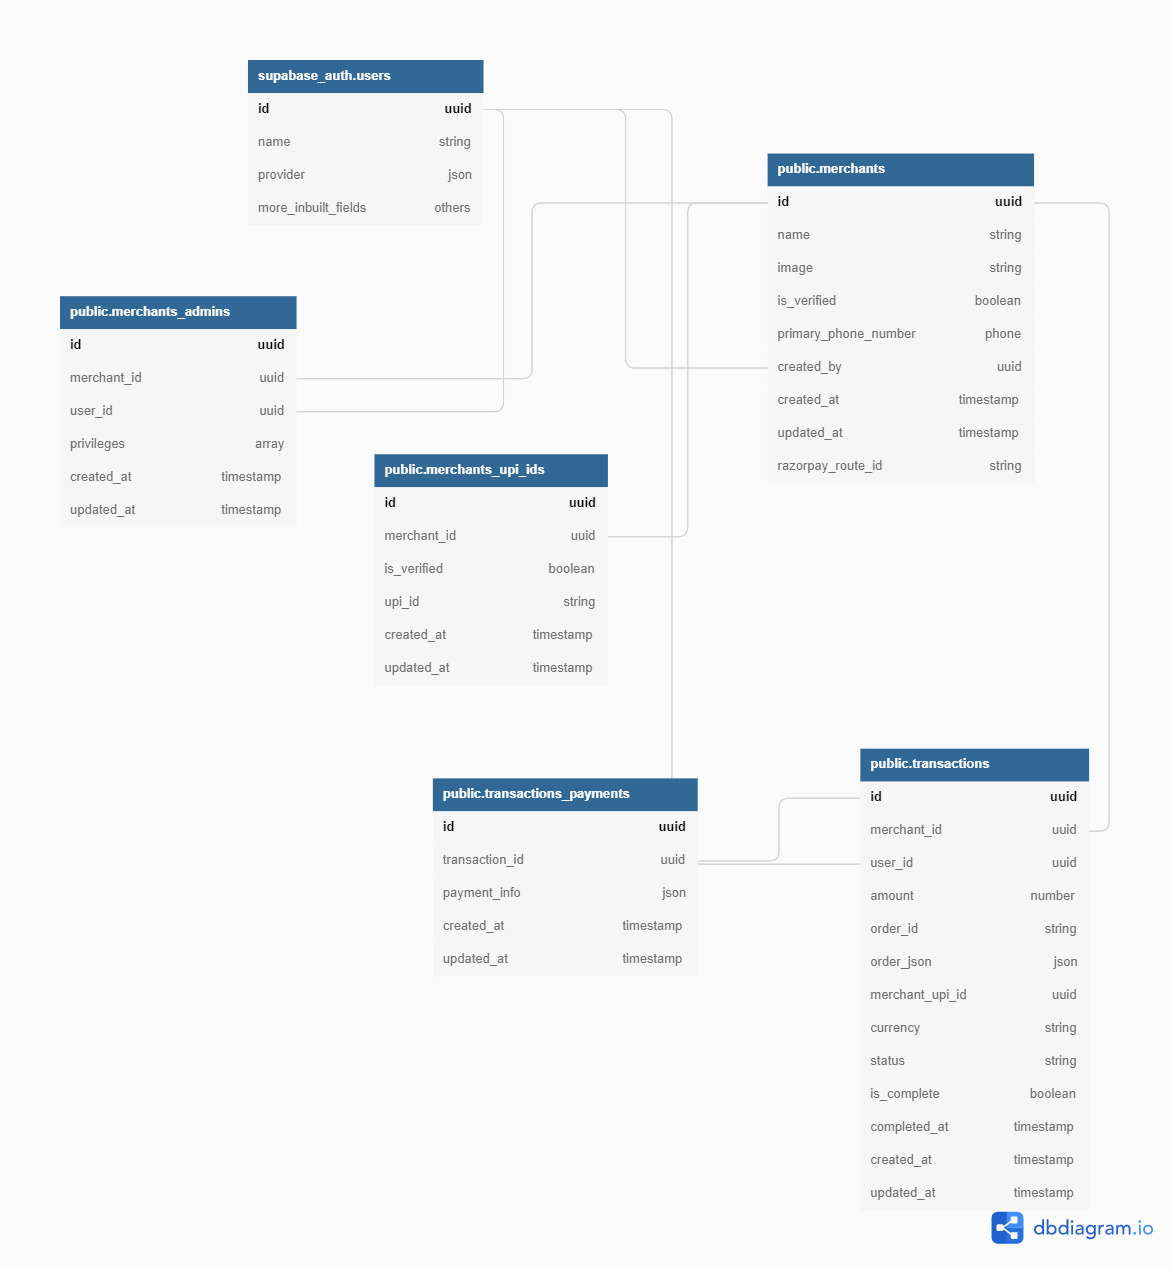 supabase_auth.users
id uuid
name string
provider json
more_inbuilt_fields others
public.merchants
id uuid
name string
image string
is_verified boolean
primary_phone_number phone
created_by uuid
created_at timestamp
updated_at timestamp
razorpay_route_id string
public.merchants_admins
id uuid
merchant_id uuid
user_id uuid
privileges array
created_at timestamp
updated_at timestamp
public.merchants_upi_ids
id uuid
merchant_id uuid
is_verified boolean
upi_id string
created_at timestamp
updated_at timestamp
public.transactions_payments
id uuid
transaction_id uuid
payment_info json
created_at timestamp
updated_at timestamp
public.transactions
id uuid
merchant_id uuid
user_id uuid
amount number
order_id string
order_json json
merchant_upi_id uuid
currency string
status string
is_complete boolean
completed_at timestamp
created_at timestamp
updated_at timestamp
dbdiagram.io